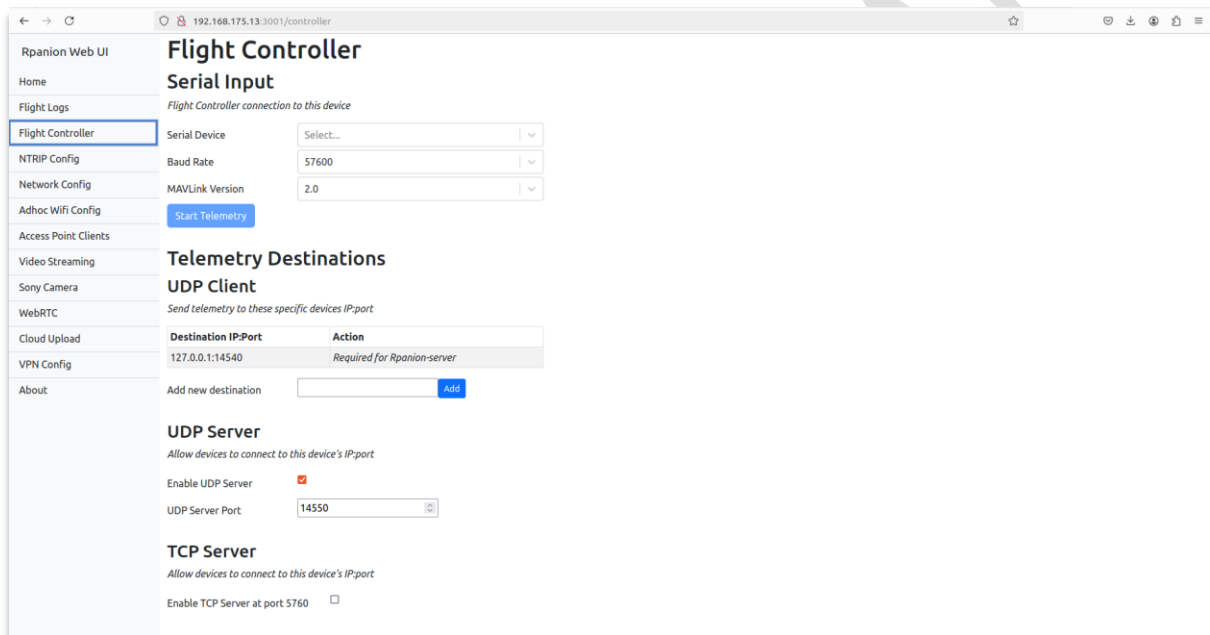 192.168.175.13:3001/controller
Rpanion Web UI
Home
Flight Logs
Flight Controller
NTRIP Config
Network Config
Adhoc Wifi Config
Access Point Clients
Video Streaming
Sony Camera
WebRTC
Cloud Upload
VPN Config
About
Flight Controller
Serial Input
Flight Controller connection to this device
Serial Device Select...
Baud Rate 57600
MAVLink Version 2.0
Start Telemetry
Telemetry Destinations
UDP Client
Send telemetry to these specific devices IP:port
Destination IP:Port Action
127.0.0.1:14540 Required for Rpanion-server
Add new destination Add
UDP Server
Allow devices to connect to this device's IP:port
Enable UDP Server
UDP Server Port 14550
TCP Server
Allow devices to connect to this device's IP:port
Enable TCP Server at port 5760